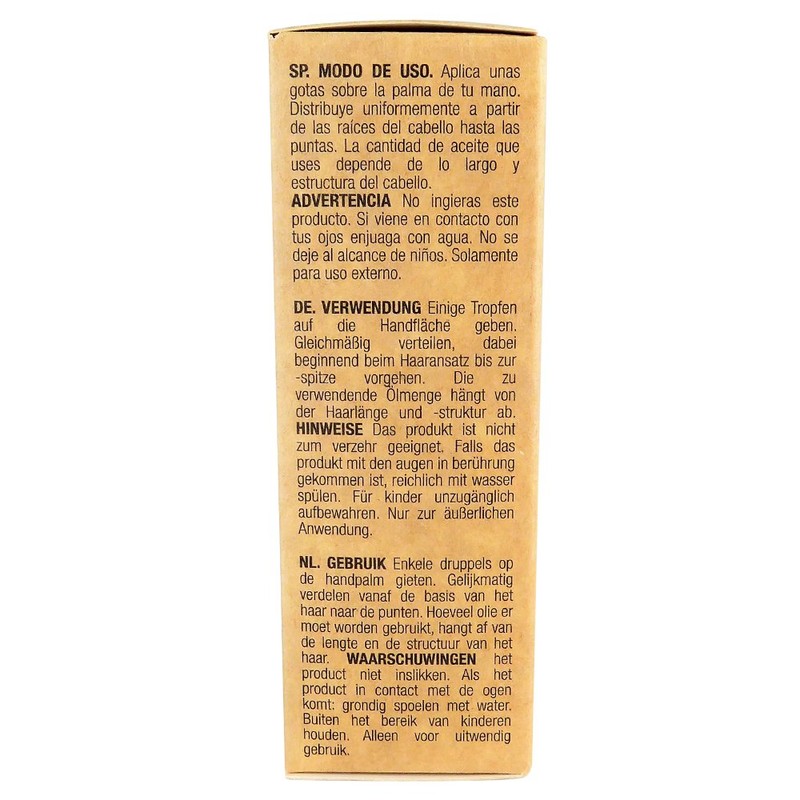 SP. MODO DE USO. Aplica unas
gotas sobre la palma de tu mano.
Distribuye uniformemente a partir
de las raíces del cabello hasta las
puntas. La cantidad de aceite que
uses depende de lo largo y
estructura del cabello.
ADVERTENCIA No ingieras este
producto. Si viene en contacto con
tus ojos enjuaga con agua. No se
deje al alcance de niños. Solamente
para uso externo.
DE. VERWENDUNG Einige Tropfen
auf die Handfläche geben.
Gleichmäßig verteilen, dabei
beginnend beim Haaransatz bis zur
-spitze vorgehen. Die zu
verwendende Ölmenge hängt von
der Haarlänge und -struktur ab.
HINWEISE Das produkt ist nicht
zum verzehr geeignet. Falls das
produkt mit den augen in berührung
gekommen ist, reichlich mit wasser
spülen. Für kinder unzugänglich
aufbewahren. Nur zur äußerlichen
Anwendung.
NL. GEBRUIK Enkele druppels op
de handpalm gieten. Gelijkmatig
verdelen vanaf de basis van het
haar naar de punten. Hoeveel olie er
moet worden gebruikt, hangt af van
de lengte en de structuur van het
haar. WAARSCHUWINGEN het
product niet inslikken. Als het
product in contact met de ogen
komt: grondig spoelen met water.
Buiten het bereik van kinderen
houden. Alleen voor uitwendig
gebruik.